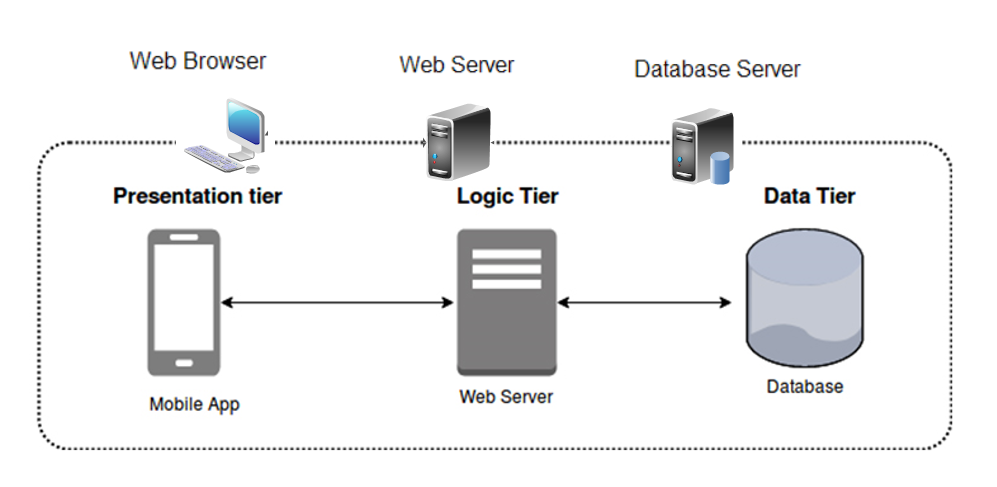 Web Browser
Web Server
Database Server
Presentation tier
Logic Tier
Data Tier
Mobile App
Web Server
Database